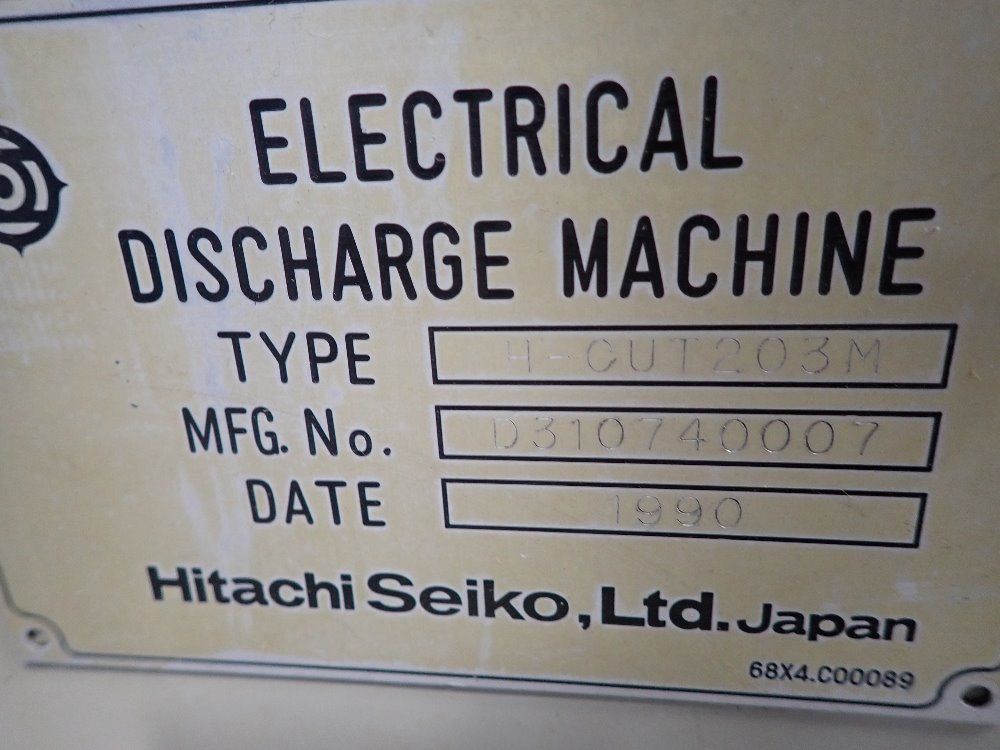 ELECTRICAL
DISCHARGE MACHINE
TYPE H-CUT203M
MFG. No. D310740007
DATE 1990
Hitachi Seiko, Ltd. Japan
68X4.C00089